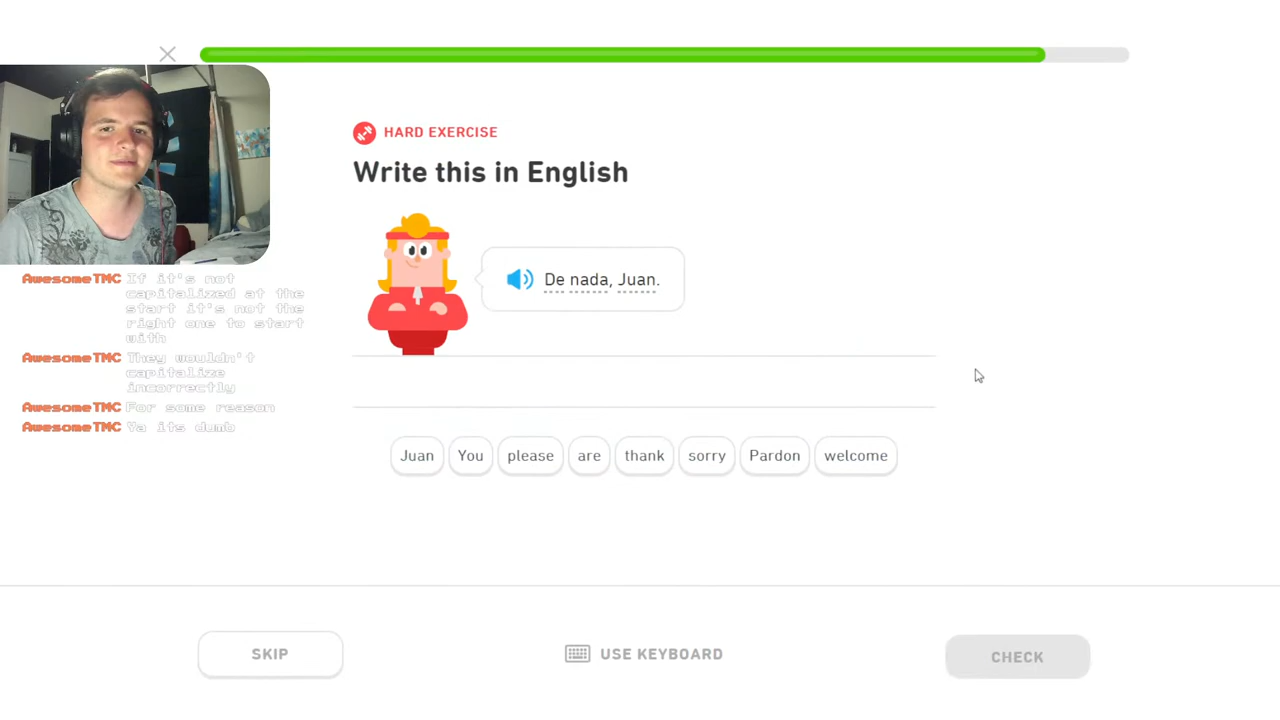 HARD EXERCISE
Write this in English
De nada, Juan.
AwesomeTMC If it's not
capitalized at the
start it's not the
right one to start
with
AwesomeTMC They wouldn't
capitalize
incorrectly
AwesomeTMC For some reason
AwesomeTMC Ya its dumb
Juan You please are thank sorry Pardon welcome
SKIP USE KEYBOARD CHECK